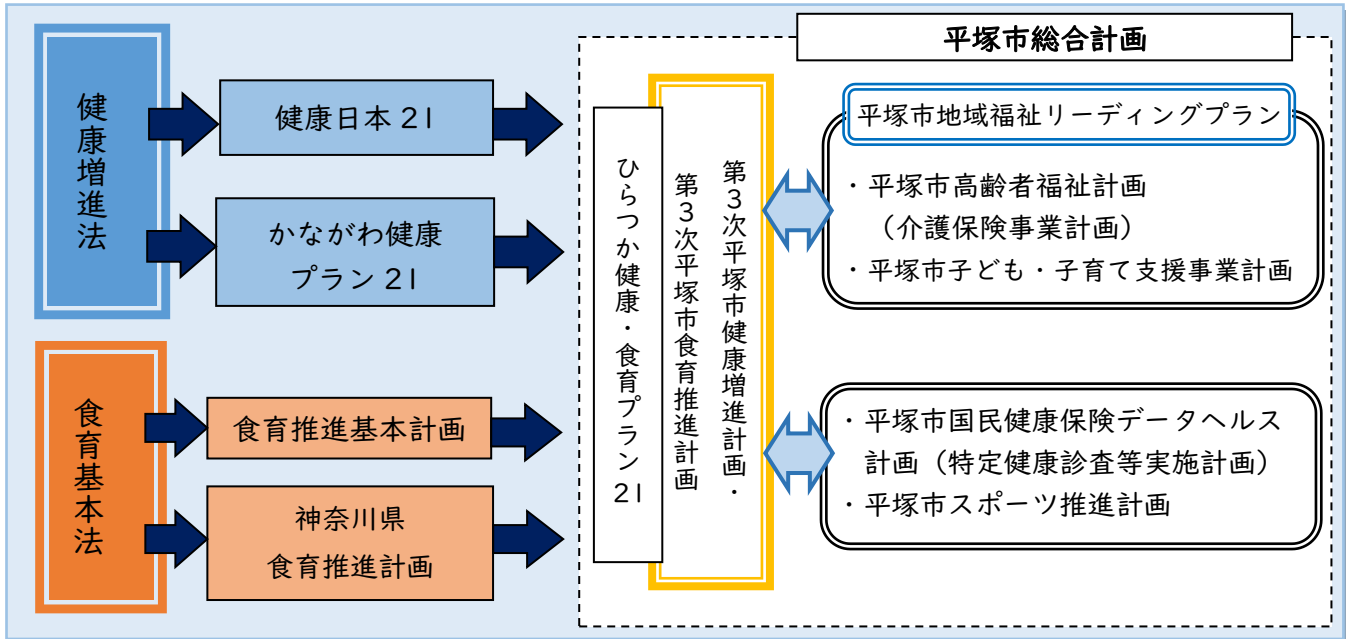 平塚市総合計画
健康増進法
健康日本 21
かながわ健康
プラン 21
食育基本法
食育推進基本計画
神奈川県
食育推進計画
第3次平塚市健康増進計画・
第3次平塚市食育推進計画
ひらつか健康・食育プラン 21
平塚市地域福祉リーディングプラン
・平塚市高齢者福祉計画
（介護保険事業計画）
・平塚市子ども・子育て支援事業計画
・平塚市国民健康保険データヘルス
計画（特定健康診査等実施計画）
・平塚市スポーツ推進計画